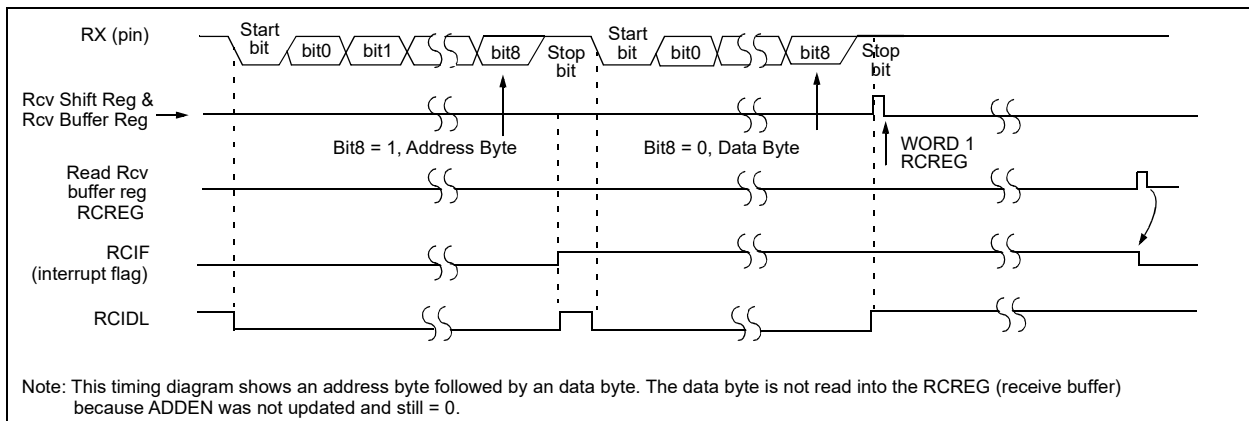 RX (pin)
Start
bit
bit0
bit1
bit8
Stop
bit
Start
bit
bit0
bit8
Stop
bit
Rcv Shift Reg &
Rcv Buffer Reg
Bit8 = 1, Address Byte
Bit8 = 0, Data Byte
WORD 1
RCREG
Read Rcv
buffer reg
RCREG
RCIF
(interrupt flag)
RCIDL
Note: This timing diagram shows an address byte followed by an data byte. The data byte is not read into the RCREG (receive buffer)
because ADDEN was not updated and still = 0.